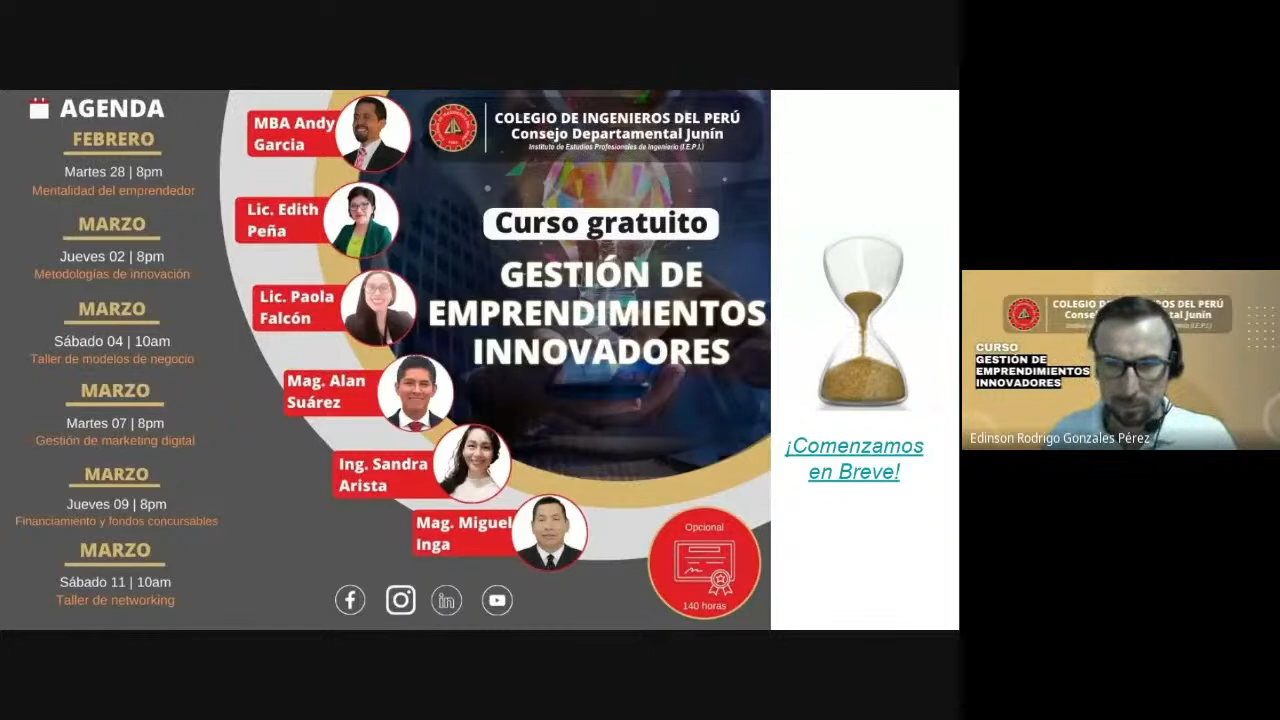 AGENDA
FEBRERO
Martes 28 | 8pm
Mentalidad del emprendedor
MARZO
Jueves 02 | 8pm
Metodologías de innovación
MARZO
Sábado 04 | 10am
Taller de modelos de negocio
MARZO
Martes 07 | 8pm
Gestión de marketing digital
MARZO
Jueves 09 | 8pm
Financiamiento y fondos concursables
MARZO
Sábado 11 | 10am
Taller de networking
MBA Andy
Garcia
Lic. Edith
Peña
Lic. Paola
Falcón
Mag. Alan
Suárez
Ing. Sandra
Arista
Mag. Miguel
Inga
COLEGIO DE INGENIEROS DEL PERÚ
Consejo Departamental Junín
Instituto de Estudios Profesionales de Ingeniería (I.E.P.I.)
Curso gratuito
GESTIÓN DE
EMPRENDIMIENTOS
INNOVADORES
Opcional
140 horas
¡Comenzamos
en Breve!
COLEGIO DE INGENIEROS DEL PERÚ
CURSO
GESTIÓN DE
EMPRENDIMIENTOS
INNOVADORES
Edinson Rodrigo Gonzales Pérez